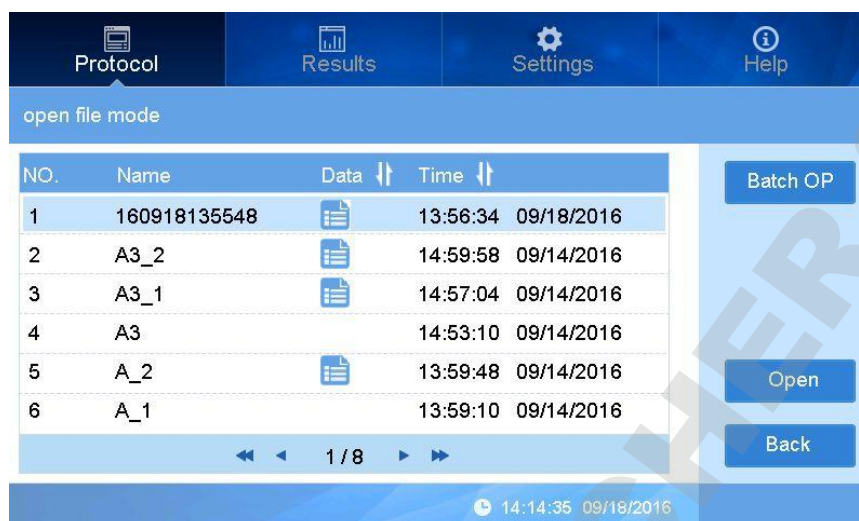 Protocol Results Settings Help
open file mode
NO. Name Data Time
Batch OP
1 160918135548 13:56:34 09/18/2016
2 A3_2 14:59:58 09/14/2016
3 A3_1 14:57:04 09/14/2016
4 A3 14:53:10 09/14/2016
5 A_2 13:59:48 09/14/2016
Open
6 A_1 13:59:10 09/14/2016
1/8
Back
14:14:35 09/18/2016